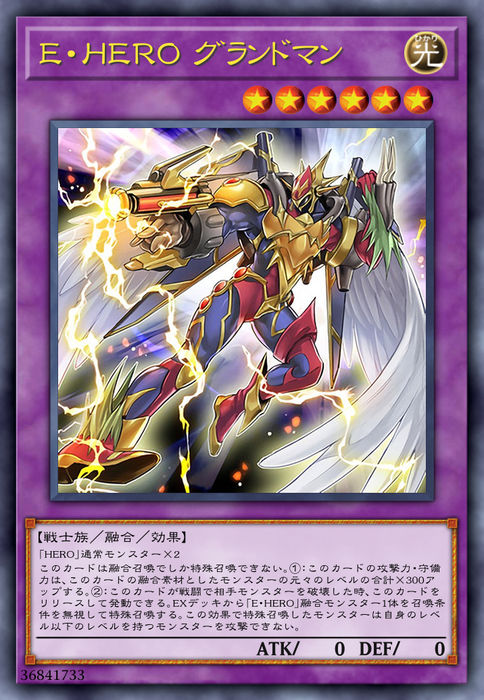 E・HERO グランドマン
ひかり
光
【戦士族／融合／効果】
「HERO」通常モンスター×2
このカードは融合召喚でしか特殊召喚できない。①：このカードの攻撃力・守備
力は、このカードの融合素材としたモンスターの元々のレベルの合計×300ア
ップする。②：このカードが戦闘で相手モンスターを破壊した時、このカードを
リリースして発動できる。EXデッキから「E・HERO」融合モンスター1体を召喚条
件を無視して特殊召喚する。この効果で特殊召喚したモンスターは自身のレベ
ル以下のレベルを持つモンスターを攻撃できない。
ATK/ 0 DEF/ 0
36841733